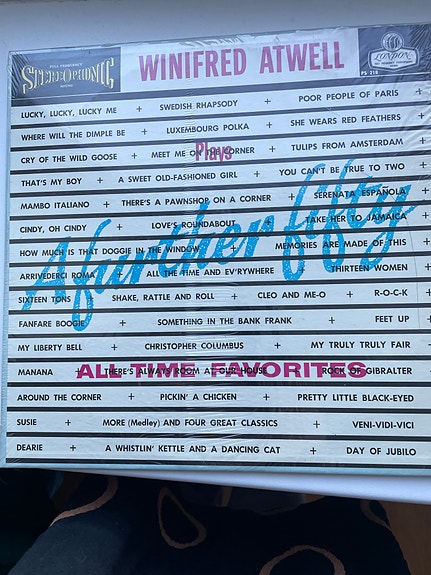 FULL FREQUENCY
STEREOPHONIC
SOUND
WINIFRED ATWELL
LONDON
PS 218
LUCKY, LUCKY, LUCKY ME + SWEDISH RHAPSODY + POOR PEOPLE OF PARIS +
WHERE WILL THE DIMPLE BE + LUXEMBOURG POLKA + SHE WEARS RED FEATHERS
Plays
CRY OF THE WILD GOOSE + MEET ME ON THE CORNER + TULIPS FROM AMSTERDAM
THAT'S MY BOY + A SWEET OLD-FASHIONED GIRL + YOU CAN'T BE TRUE TO TWO +
MAMBO ITALIANO + THERE'S A PAWNSHOP ON A CORNER + SERENATA ESPAÑOLA
A further fifty
CINDY, OH CINDY + LOVE'S ROUNDABOUT + TAKE HER TO JAMAICA
HOW MUCH IS THAT DOGGIE IN THE WINDOW MEMORIES ARE MADE OF THIS
ARRIVEDERCI ROMA + ALL THE TIME AND EV'RYWHERE + THIRTEEN WOMEN
SIXTEEN TONS + SHAKE, RATTLE AND ROLL + CLEO AND ME-O + R-O-C-K
FANFARE BOOGIE + SOMETHING IN THE BANK FRANK + FEET UP
MY LIBERTY BELL + CHRISTOPHER COLUMBUS + MY TRULY TRULY FAIR
ALL-TIME FAVORITES
MANANA + THERE'S ALWAYS ROOM AT OUR HOUSE ROCK OF GIBRALTER
AROUND THE CORNER + PICKIN' A CHICKEN + PRETTY LITTLE BLACK-EYED
SUSIE + MORE (Medley) AND FOUR GREAT CLASSICS + VENI-VIDI-VICI
DEARIE + A WHISTLIN' KETTLE AND A DANCING CAT + DAY OF JUBILO